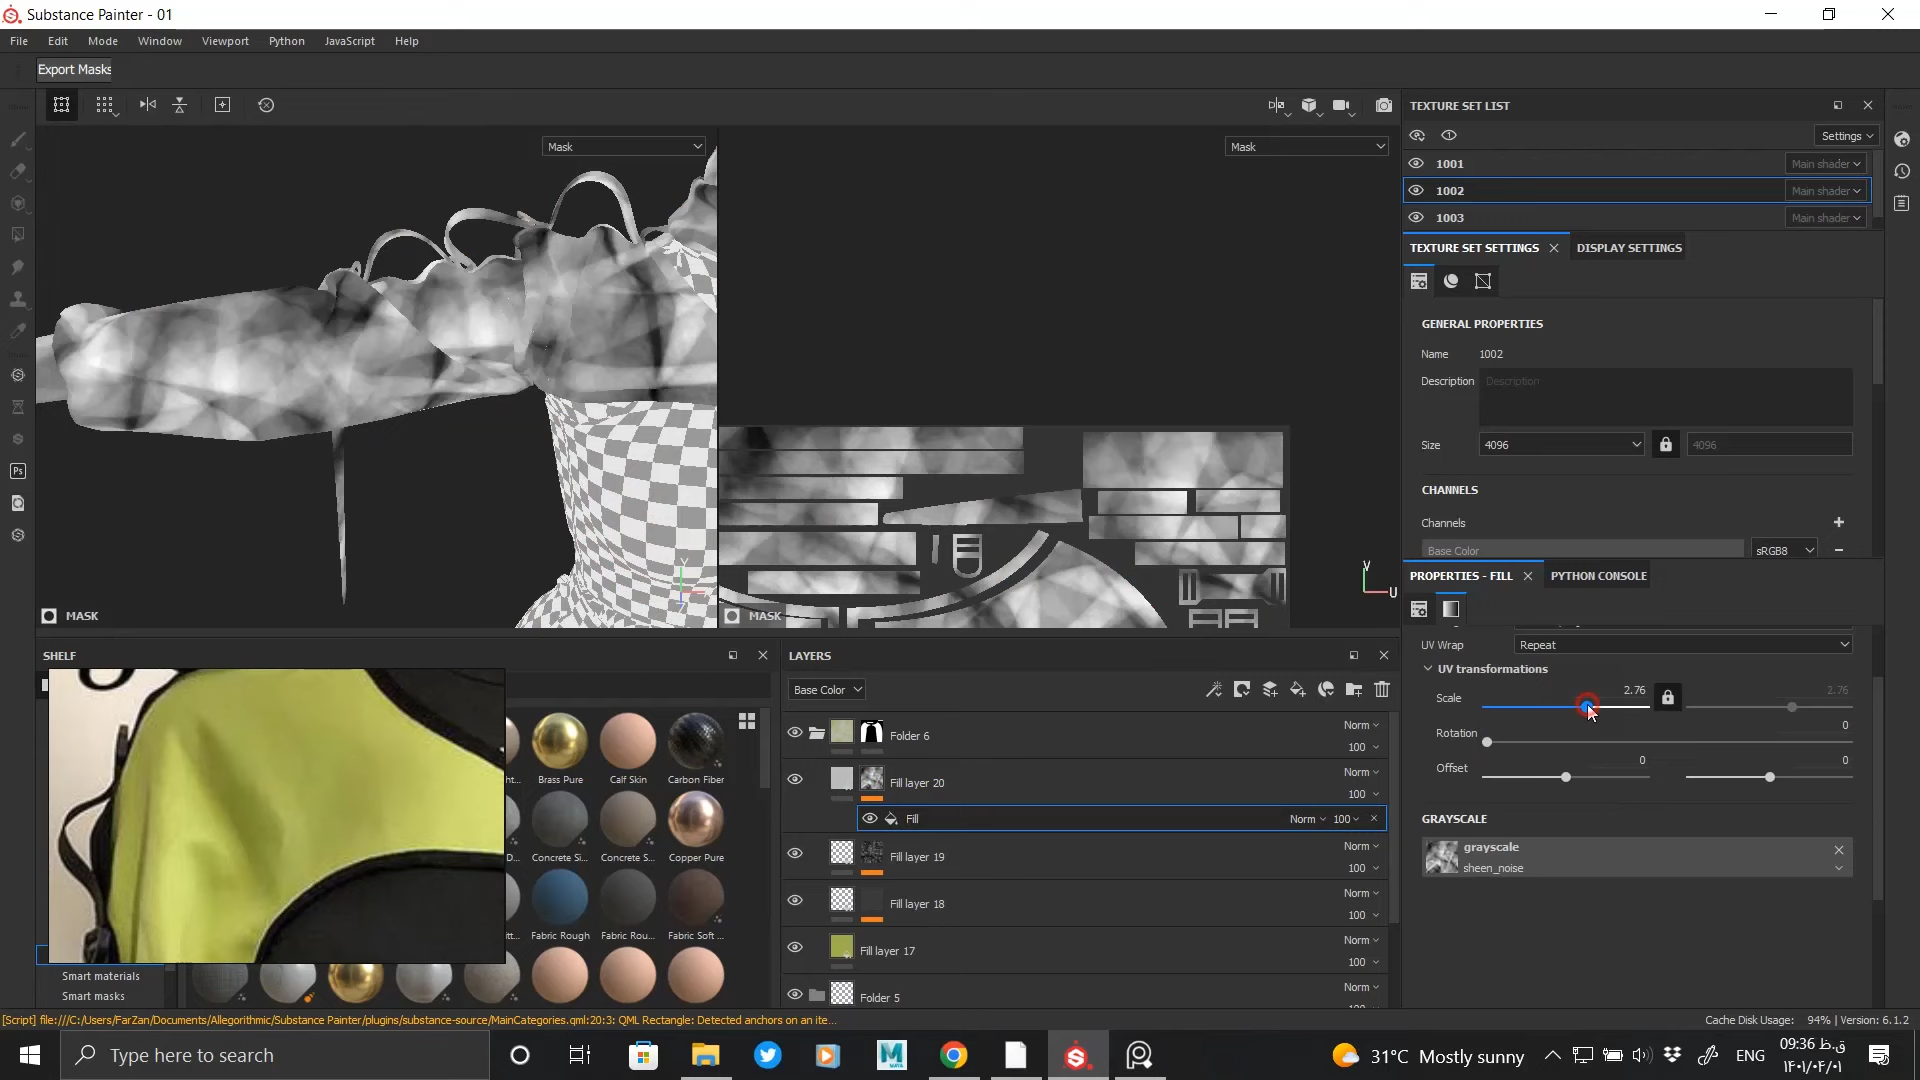 Substance Painter - 01
File Edit Mode Window Viewport Python JavaScript Help
Export Masks
Mask
Mask
MASK
MASK
V
U
TEXTURE SET LIST
Settings
1001 Main shader
1002 Main shader
1003 Main shader
TEXTURE SET SETTINGS DISPLAY SETTINGS
GENERAL PROPERTIES
Name 1002
Description Description
Size 4096 4096
CHANNELS
Channels
Base Color sRGB8
PROPERTIES - FILL PYTHON CONSOLE
UV Wrap Repeat
UV transformations
Scale 2.76 2.76
Rotation 0
Offset 0 0
GRAYSCALE
grayscale
sheen_noise
SHELF
ht... Brass Pure Calf Skin Carbon Fiber
D... Concrete Si... Concrete S... Copper Pure
itt... Fabric Rough Fabric Rou... Fabric Soft ...
Smart materials
Smart masks
LAYERS
Base Color
Folder 6 Norm 100
Fill layer 20 Norm 100
Fill Norm 100
Fill layer 19 Norm 100
Fill layer 18 Norm 100
Fill layer 17 Norm 100
Folder 5 Norm
[Script] file:///C:/Users/FarZan/Documents/Allegorithmic/Substance Painter/plugins/substance-source/MainCategories.qml:20:3: QML Rectangle: Detected anchors on an ite...
Cache Disk Usage: 94% | Version: 6.1.2
Type here to search
Ps
31°C Mostly sunny
ENG
09:36 ق.ظ
۱۴۰۱/۰۴/۰۱